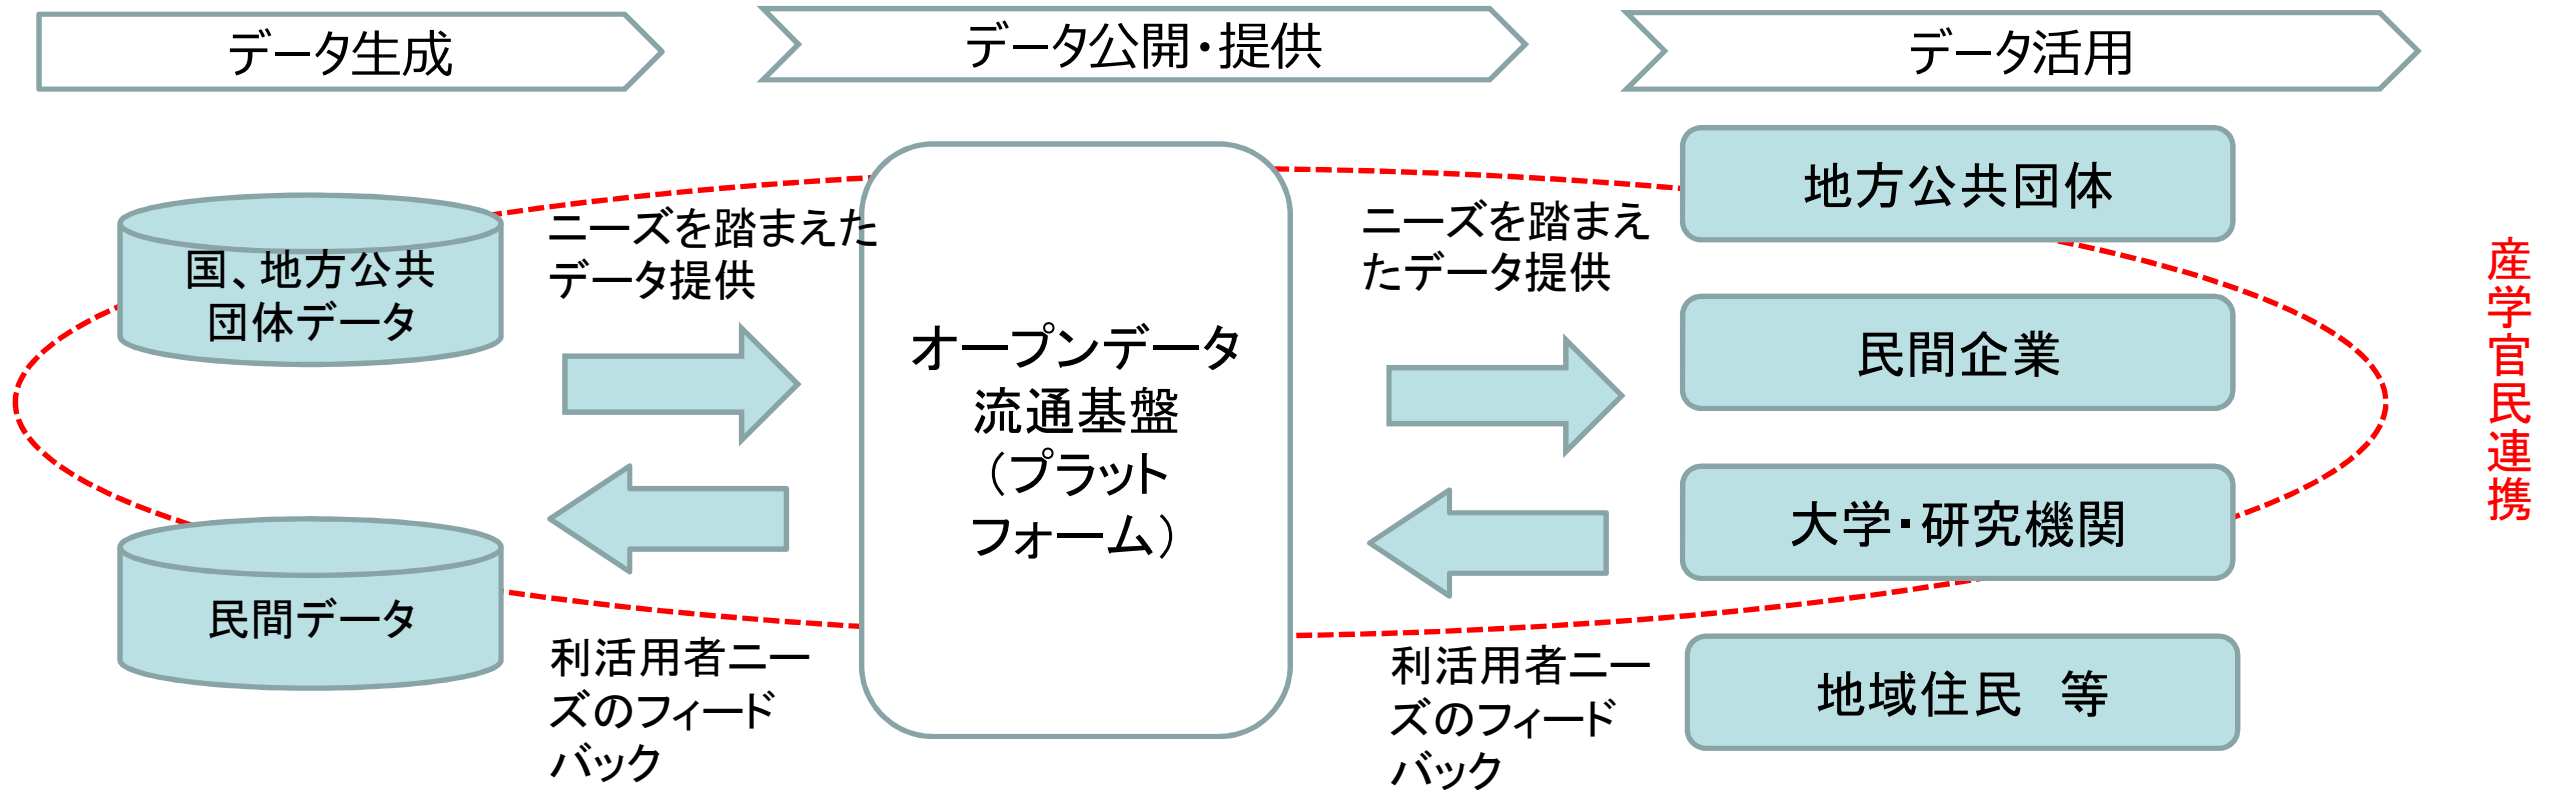 データ生成
データ公開・提供
データ活用
国、地方公共
団体データ
民間データ
ニーズを踏まえた
データ提供
利活用者ニー
ズのフィード
バック
オープンデータ
流通基盤
（プラット
フォーム）
ニーズを踏まえ
たデータ提供
利活用者ニー
ズのフィード
バック
地方公共団体
民間企業
大学・研究機関
地域住民　等
産学官民連携